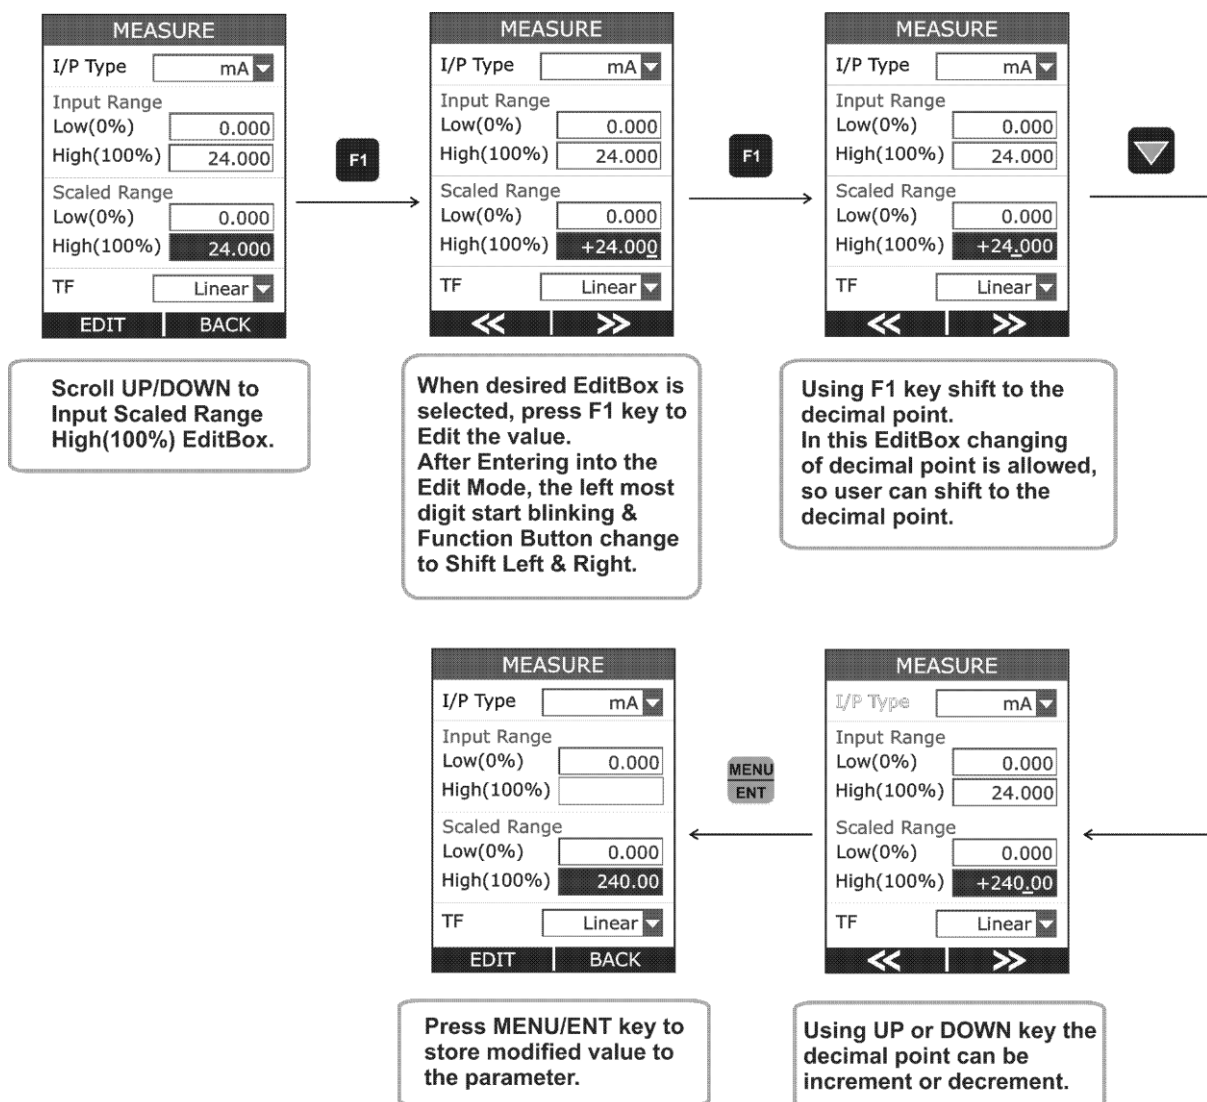 MEASURE
I/P Type mA
Input Range
Low(0%) 0.000
High(100%) 24.000
Scaled Range
Low(0%) 0.000
High(100%) 24.000
TF Linear
EDIT BACK
Scroll UP/DOWN to
Input Scaled Range
High(100%) EditBox.
F1
MEASURE
I/P Type mA
Input Range
Low(0%) 0.000
High(100%) 24.000
Scaled Range
Low(0%) 0.000
High(100%) +24.000
TF Linear
<< >>
When desired EditBox is
selected, press F1 key to
Edit the value.
After Entering into the
Edit Mode, the left most
digit start blinking &
Function Button change
to Shift Left & Right.
F1
MEASURE
I/P Type mA
Input Range
Low(0%) 0.000
High(100%) 24.000
Scaled Range
Low(0%) 0.000
High(100%) +24.000
TF Linear
<< >>
Using F1 key shift to the
decimal point.
In this EditBox changing
of decimal point is allowed,
so user can shift to the
decimal point.
MEASURE
I/P Type mA
Input Range
Low(0%) 0.000
High(100%) 24.000
Scaled Range
Low(0%) 0.000
High(100%) +240.00
TF Linear
<< >>
Using UP or DOWN key the
decimal point can be
increment or decrement.
MENU
ENT
MEASURE
I/P Type mA
Input Range
Low(0%) 0.000
High(100%)
Scaled Range
Low(0%) 0.000
High(100%) 240.00
TF Linear
EDIT BACK
Press MENU/ENT key to
store modified value to
the parameter.